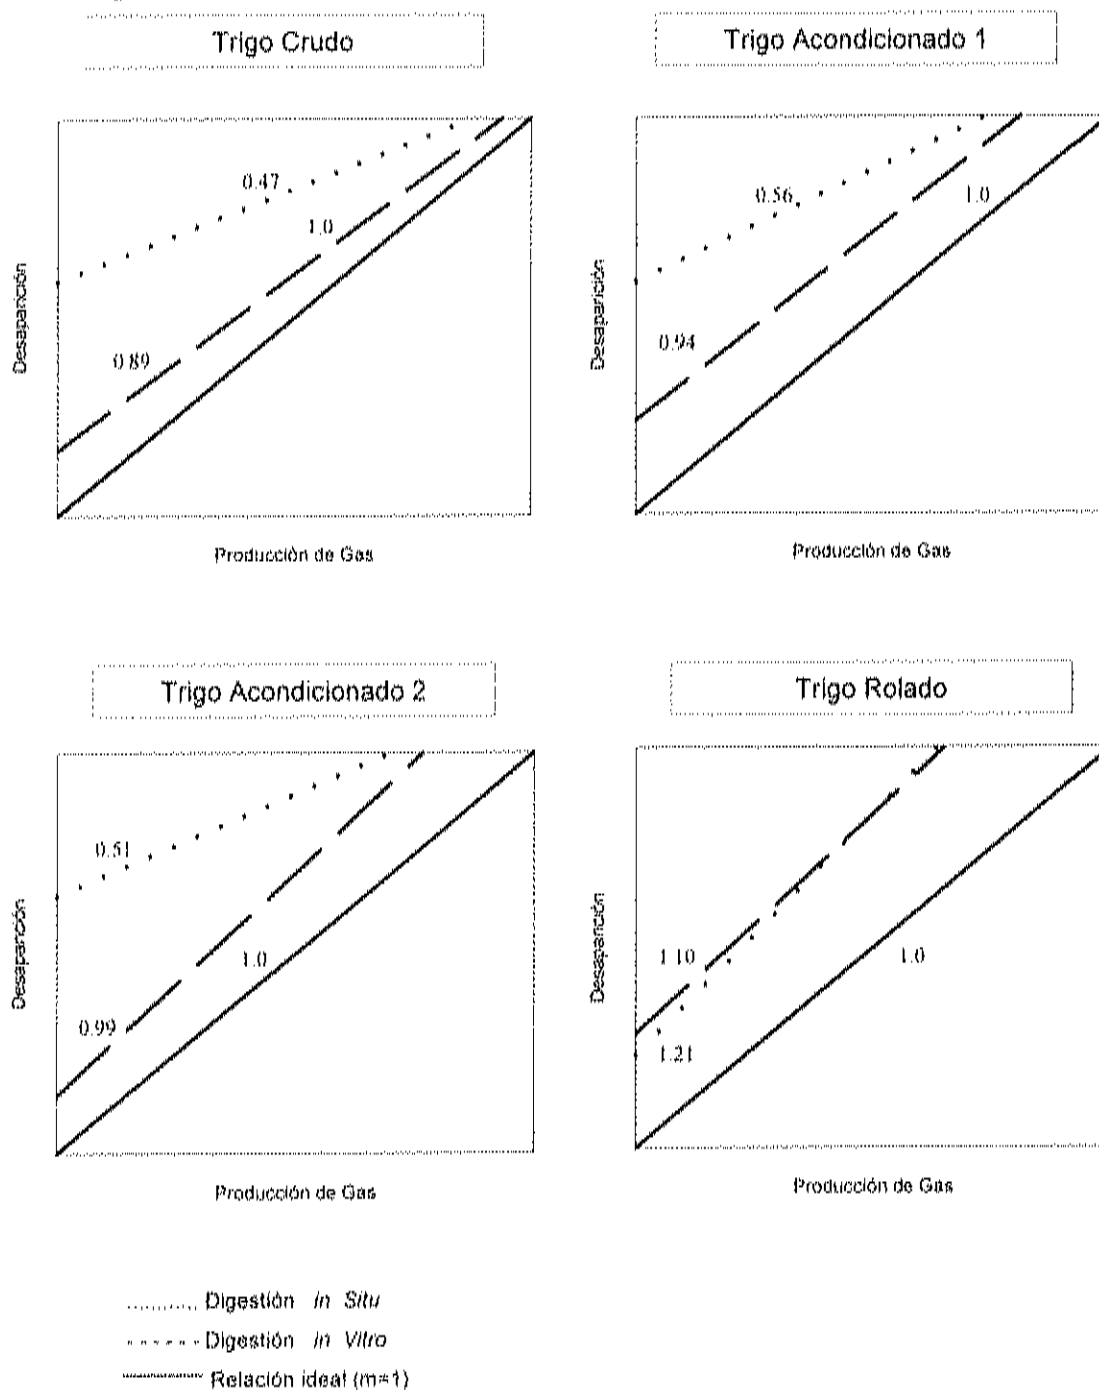 Trigo Crudo
Trigo Acondicionado 1
0.47
1.0
0.89
Desaparición
Producción de Gas
0.56
1.0
0.94
Desaparición
Producción de Gas
Trigo Acondicionado 2
Trigo Rolado
0.51
1.0
0.99
Desaparición
Producción de Gas
1.10
1.0
1.21
Desaparición
Producción de Gas
Digestión In Situ
Digestión In Vitro
Relación ideal (m=1)